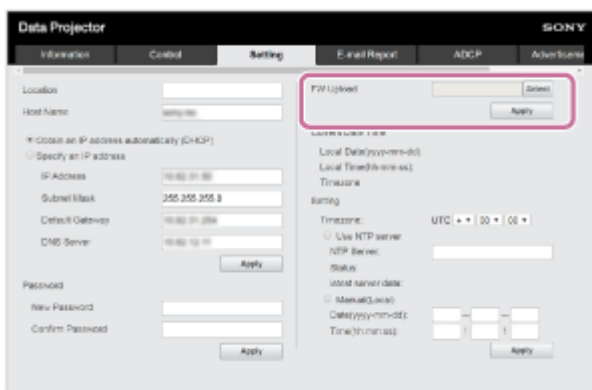 Data Projector
SONY
Information
Control
Setting
E-mail Report
ADCP
Advertiseme
Location
Host Name
Obtain an IP address automatically (DHCP)
Specify an IP address
IP Address
Subnet Mask
255.255.255.0
Default Gateway
DNS Server
Apply
Password
New Password
Confirm Password
Apply
FW Upload
Select
Apply
Local Date(yyyy-mm-dd):
Local Time(hh:mm:ss):
Timezone
Setting
Timezone:
UTC + 00 00
Use NTP server
NTP Server:
Status:
latest server date:
Manual(Local)
Date(yyyy-mm-dd):
Time(hh:mm:ss):
Apply